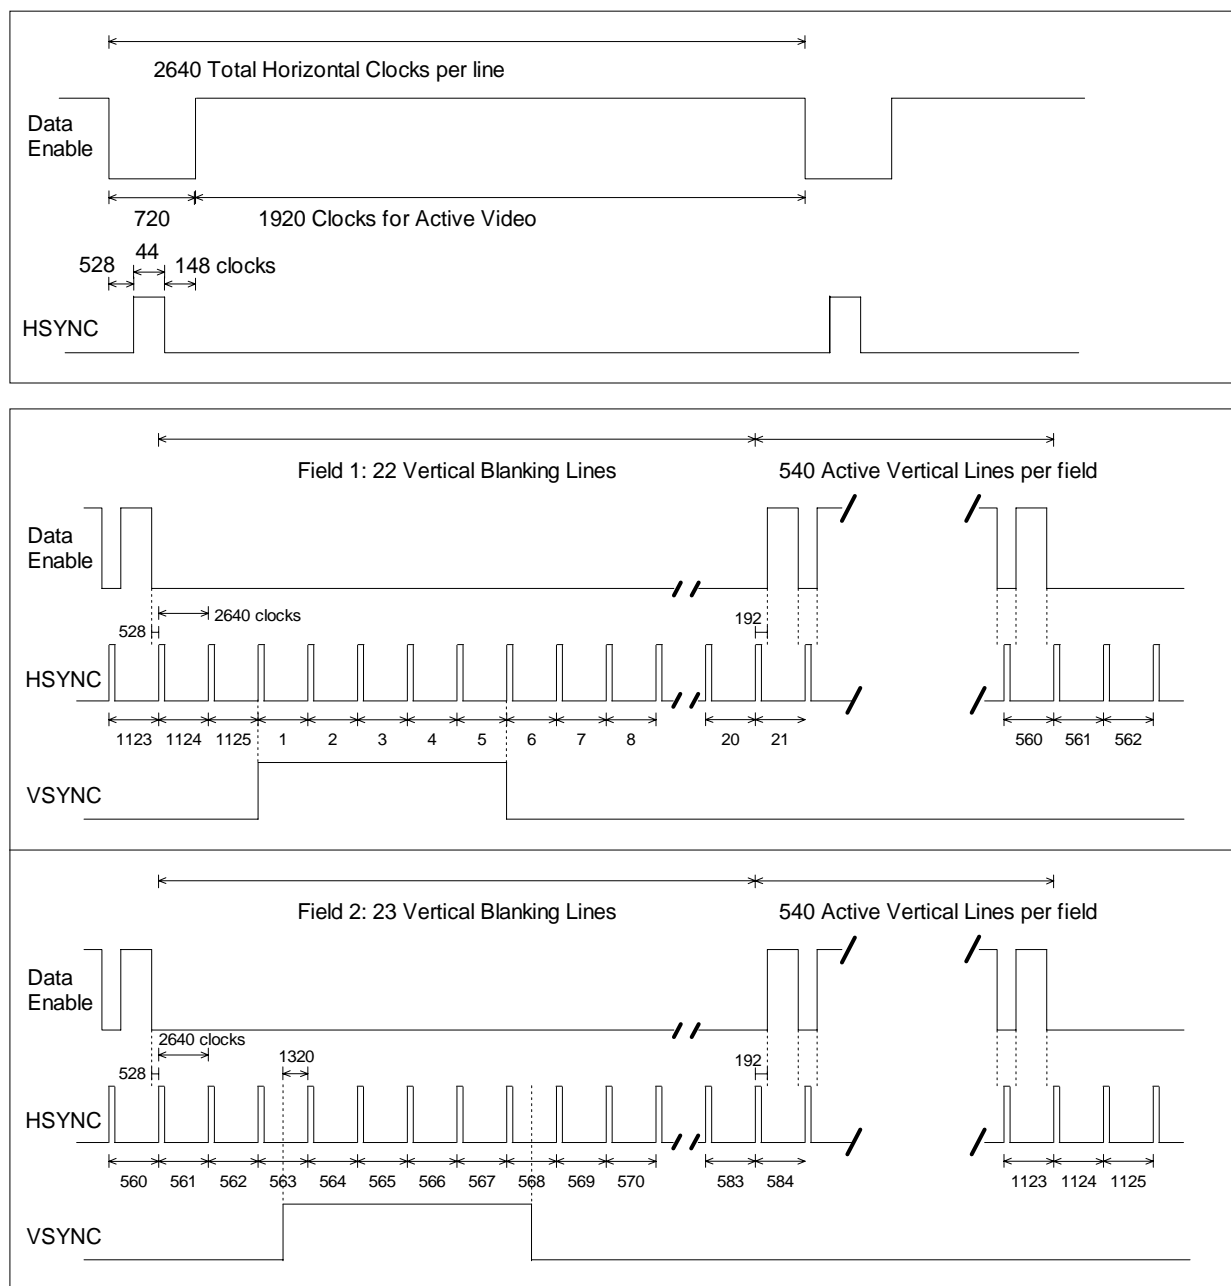 2640 Total Horizontal Clocks per line
Data
Enable
720 1920 Clocks for Active Video
44
528 148 clocks
HSYNC
Field 1: 22 Vertical Blanking Lines 540 Active Vertical Lines per field
Data
Enable
2640 clocks
528 192
HSYNC
1123 1124 1125 1 2 3 4 5 6 7 8 20 21 560 561 562
VSYNC
Field 2: 23 Vertical Blanking Lines 540 Active Vertical Lines per field
Data
Enable
2640 clocks
1320
528 192
HSYNC
560 561 562 563 564 565 566 567 568 569 570 583 584 1123 1124 1125
VSYNC